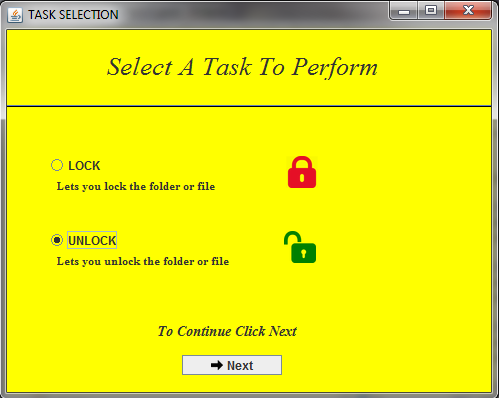 TASK SELECTION
Select A Task To Perform
LOCK
Lets you lock the folder or file
UNLOCK
Lets you unlock the folder or file
To Continue Click Next
Next